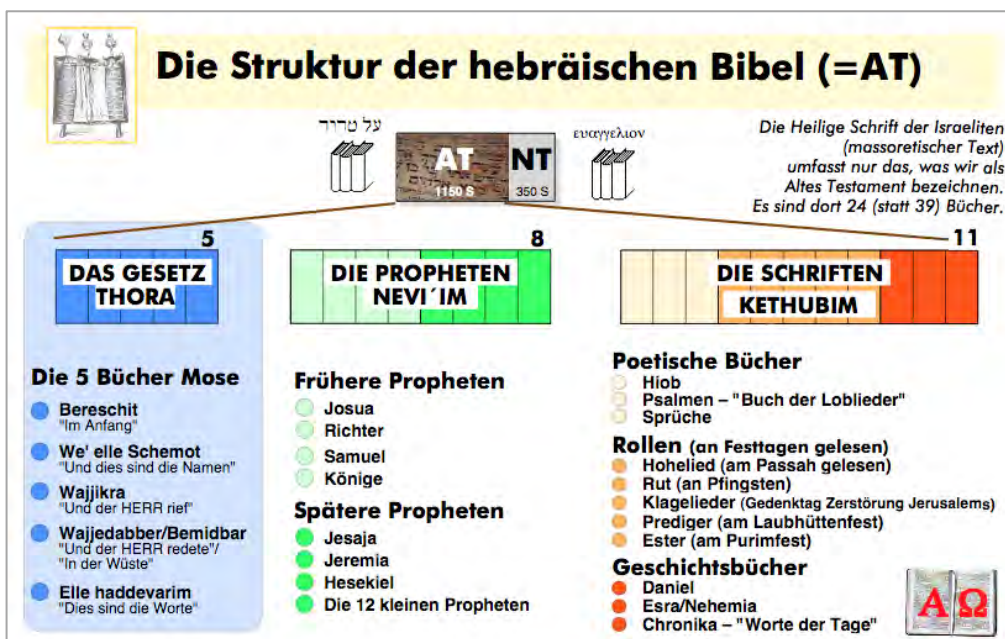 Die Struktur der hebräischen Bibel (=AT)
על טרוד
AT
1150 S
NT
350 S
ευαγγελιον
Die Heilige Schrift der Israeliten
(massoretischer Text)
umfasst nur das, was wir als
Altes Testament bezeichnen.
Es sind dort 24 (statt 39) Bücher.
5
DAS GESETZ
THORA
Die 5 Bücher Mose
Bereschit
"Im Anfang"
We' elle Schemot
"Und dies sind die Namen"
Wajjikra
"Und der HERR rief"
Wajjedabber/Bemidbar
"Und der HERR redete"/
"In der Wüste"
Elle haddevarim
"Dies sind die Worte"
8
DIE PROPHETEN
NEVI´IM
Frühere Propheten
Josua
Richter
Samuel
Könige
Spätere Propheten
Jesaja
Jeremia
Hesekiel
Die 12 kleinen Propheten
11
DIE SCHRIFTEN
KETHUBIM
Poetische Bücher
Hiob
Psalmen – "Buch der Loblieder"
Sprüche
Rollen (an Festtagen gelesen)
Hohelied (am Passah gelesen)
Rut (an Pfingsten)
Klagelieder (Gedenktag Zerstörung Jerusalems)
Prediger (am Laubhüttenfest)
Ester (am Purimfest)
Geschichtsbücher
Daniel
Esra/Nehemia
Chronika – "Worte der Tage"
Α Ω